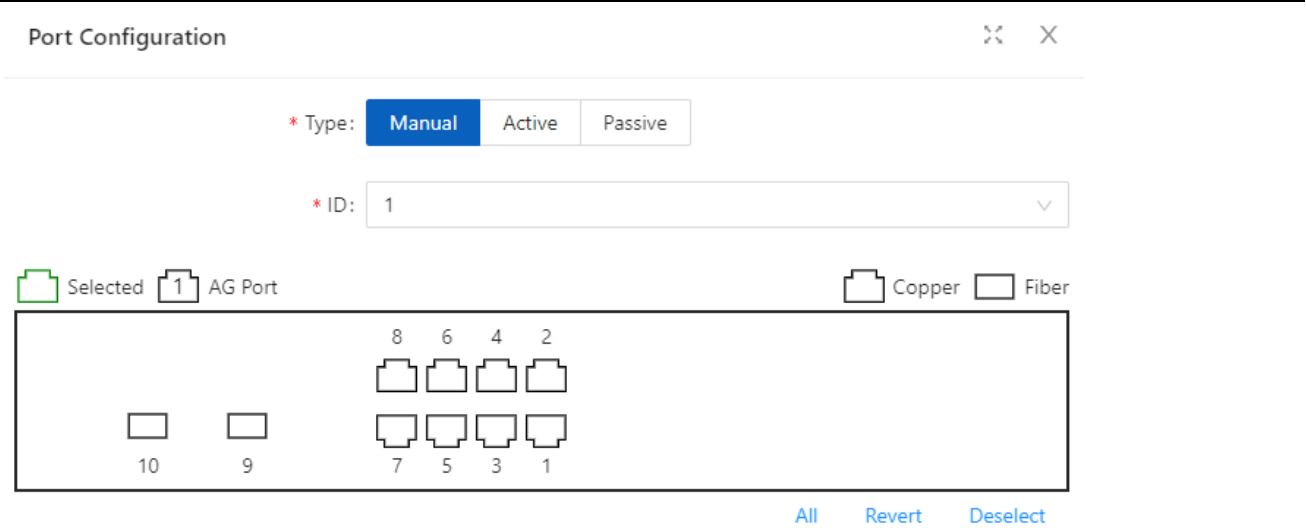 Port Configuration X
* Type: Manual Active Passive
* ID: 1
Selected 1 AG Port Copper Fiber
8 6 4 2
10 9 7 5 3 1
All Revert Deselect